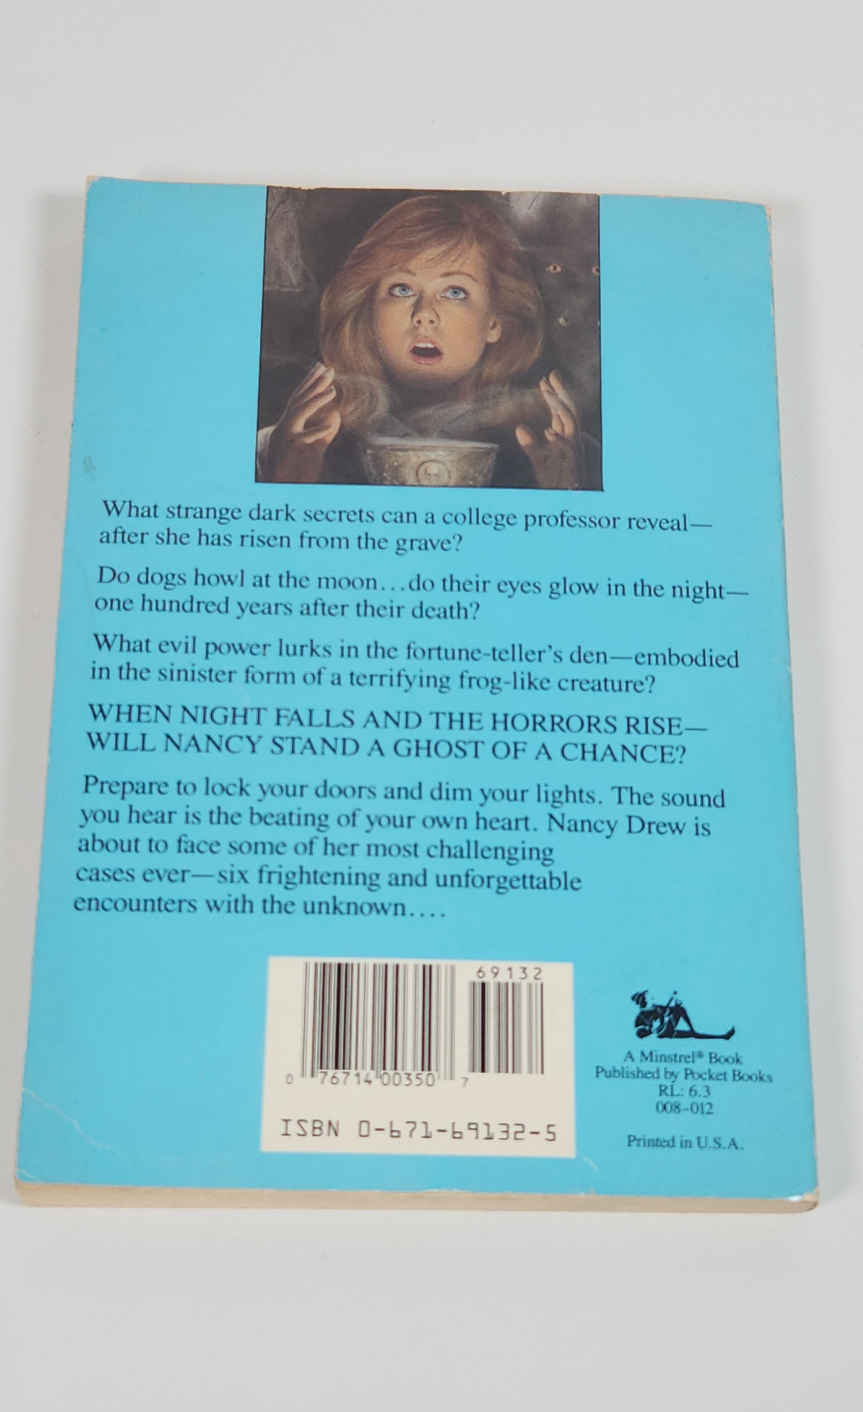 What strange dark secrets can a college professor reveal—
after she has risen from the grave?
Do dogs howl at the moon...do their eyes glow in the night—
one hundred years after their death?
What evil power lurks in the fortune-teller's den—embodied
in the sinister form of a terrifying frog-like creature?
WHEN NIGHT FALLS AND THE HORRORS RISE—
WILL NANCY STAND A GHOST OF A CHANCE?
Prepare to lock your doors and dim your lights. The sound
you hear is the beating of your own heart. Nancy Drew is
about to face some of her most challenging
cases ever—six frightening and unforgettable
encounters with the unknown....
69132
0 76714 00350 7
ISBN 0-671-69132-5
A Minstrel® Book
Published by Pocket Books
RL: 6.3
008-012
Printed in U.S.A.